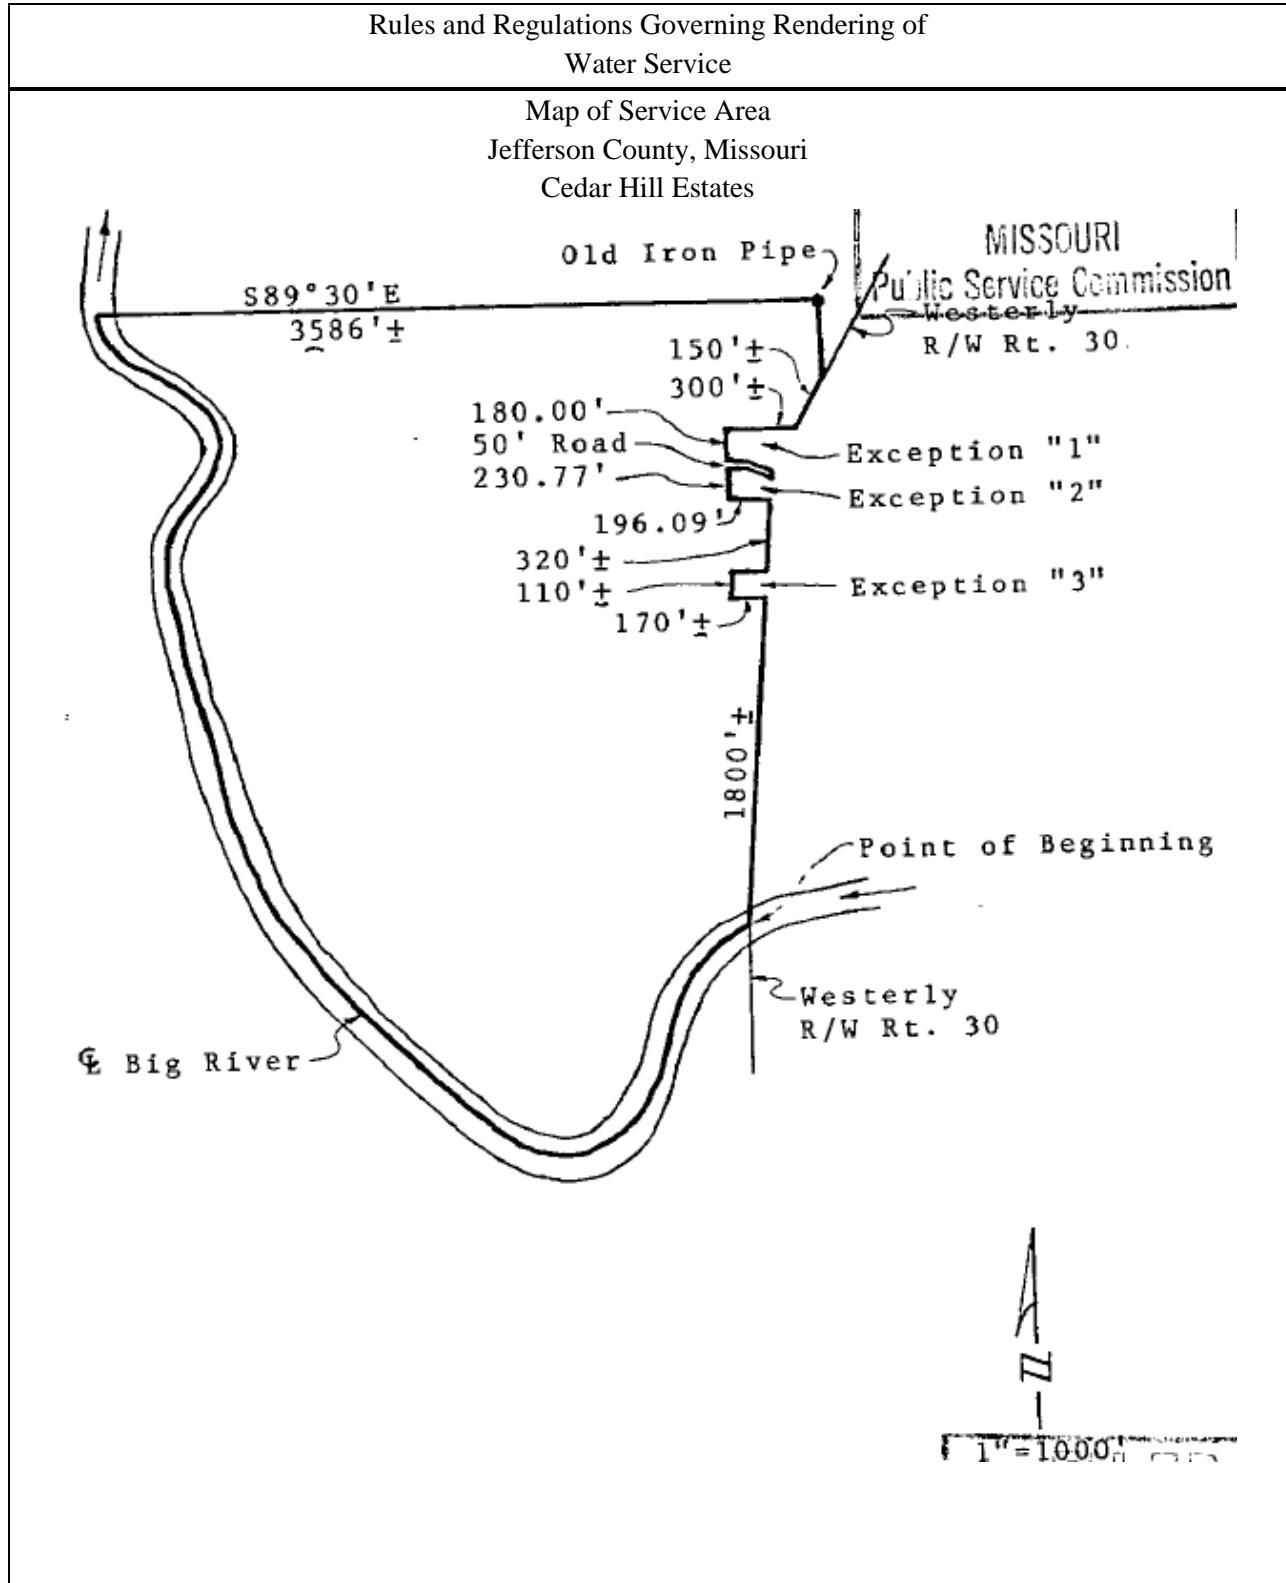 Rules and Regulations Governing Rendering of
Water Service
Map of Service Area
Jefferson County, Missouri
Cedar Hill Estates
Old Iron Pipe
MISSOURI
Public Service Commission
S89°30'E
3586'±
Westerly
R/W Rt. 30
150'±
300'±
180.00'
50' Road
230.77'
Exception "1"
Exception "2"
196.09'
320'±
110'±
Exception "3"
170'±
1800'±
Point of Beginning
Westerly
R/W Rt. 30
℄ Big River
N
1"=1000'